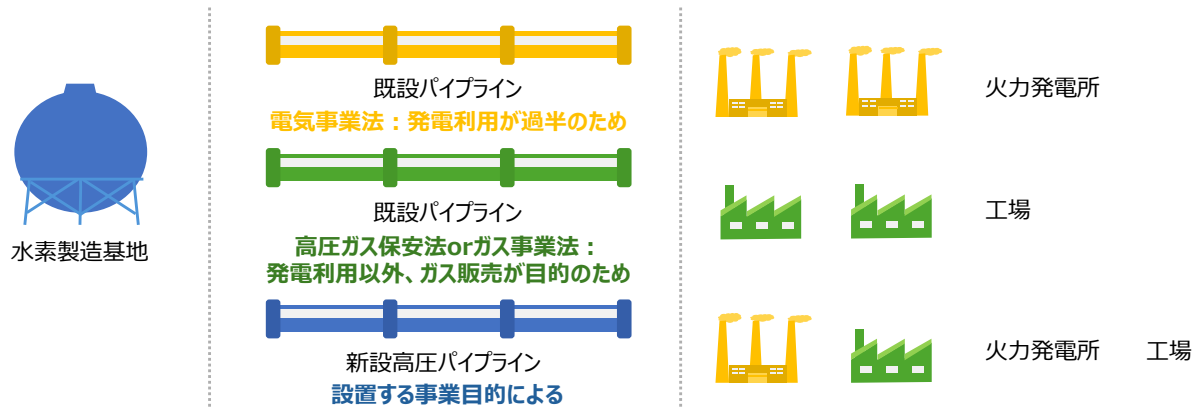 水素製造基地
既設パイプライン
電気事業法：発電利用が過半のため
既設パイプライン
高圧ガス保安法orガス事業法：
発電利用以外、ガス販売が目的のため
新設高圧パイプライン
設置する事業目的による
火力発電所
工場
火力発電所 工場